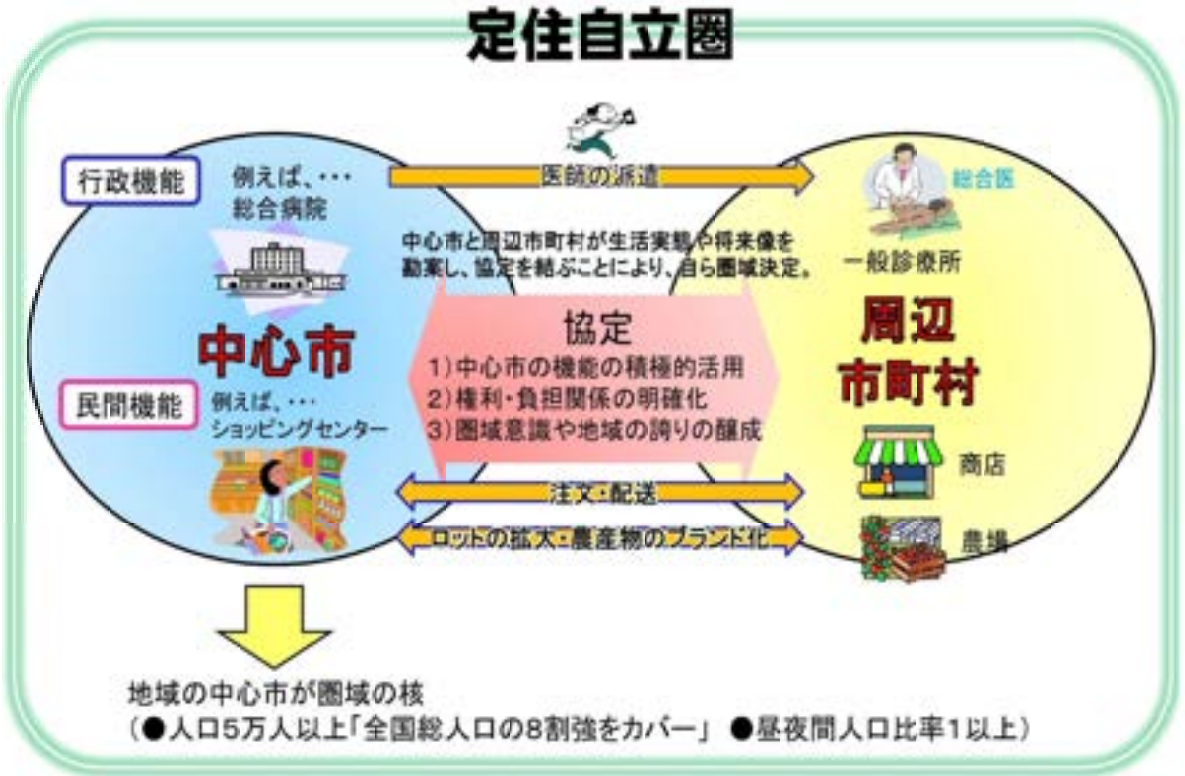 定住自立圏
行政機能
例えば、・・・
総合病院
医師の派遣
総合医
一般診療所
中心市と周辺市町村が生活実態や将来像を
勘案し、協定を結ぶことにより、自ら圏域決定。
中心市
周辺
市町村
協定
1)中心市の機能の積極的活用
2)権利・負担関係の明確化
3)圏域意識や地域の誇りの醸成
民間機能
例えば、・・・
ショッピングセンター
商店
注文・配送
ロットの拡大・農産物のブランド化
農場
地域の中心市が圏域の核
(●人口5万人以上「全国総人口の8割強をカバー」 ●昼夜間人口比率1以上)